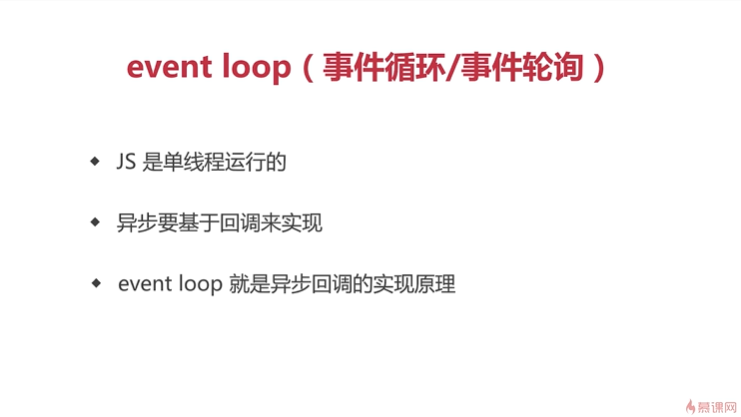 event loop（事件循环/事件轮询）
◆ JS 是单线程运行的
◆ 异步要基于回调来实现
◆ event loop 就是异步回调的实现原理
慕课网